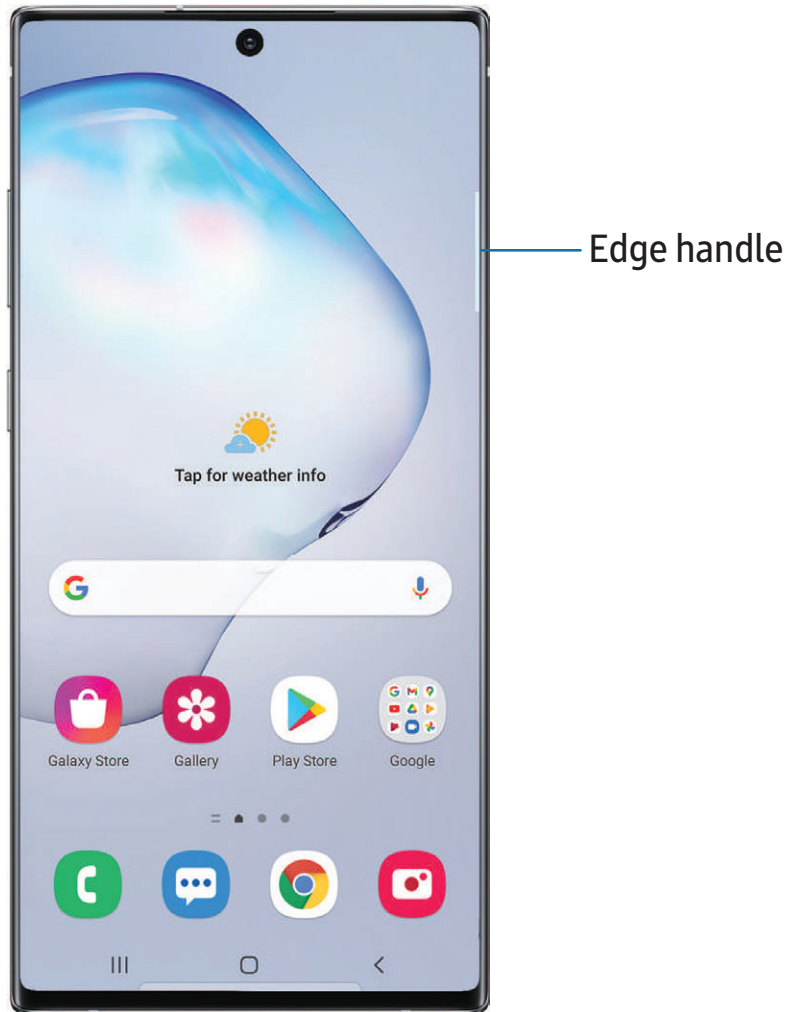 Edge handle
Tap for weather info
G
Galaxy Store
Gallery
Play Store
Google